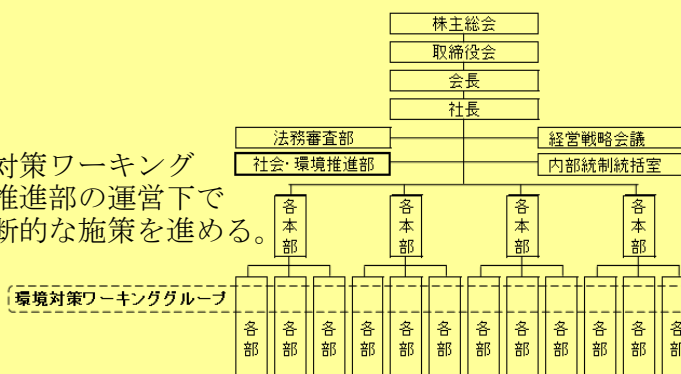 株主総会
取締役会
会長
社長
法務審査部
経営戦略会議
社会・環境推進部
内部統制統括室
対策ワーキング
推進部の運営下で
断的な施策を進める。
各本部
各本部
各本部
各本部
環境対策ワーキンググループ
各部
各部
各部
各部
各部
各部
各部
各部
各部
各部
各部
各部